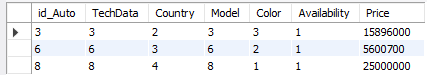 id_Auto TechData Country Model Color Availability Price
3 3 2 3 3 1 15896000
6 6 3 6 2 1 5600700
8 8 4 8 1 1 25000000